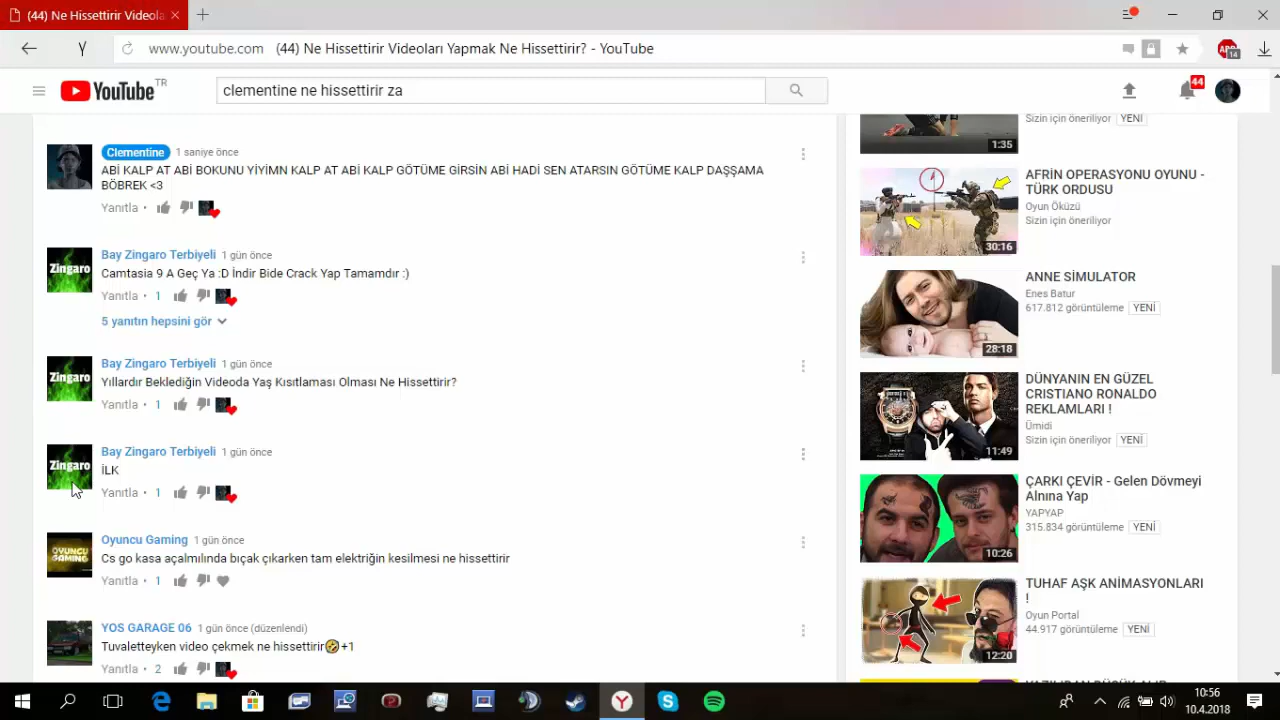 (44) Ne Hissettirir Videola
www.youtube.com (44) Ne Hissettirir Videoları Yapmak Ne Hissettirir? - YouTube
ABP
14
YouTube TR
clementine ne hissettirir za
44
Clementine 1 saniye önce
ABİ KALP AT ABİ BOKUNU YİYİMN KALP AT ABİ KALP GÖTÜME GİRSİN ABİ HADİ SEN ATARSIN GÖTÜME KALP DAŞŞAMA
BÖBREK <3
Yanıtla
Zingaro
Bay Zingaro Terbiyeli 1 gün önce
Camtasia 9 A Geç Ya :D İndir Bide Crack Yap Tamamdır :)
Yanıtla • 1
5 yanıtın hepsini gör
Zingaro
Bay Zingaro Terbiyeli 1 gün önce
Yıllardır Beklediğin Videoda Yaş Kısıtlaması Olması Ne Hissettirir?
Yanıtla • 1
Zingaro
Bay Zingaro Terbiyeli 1 gün önce
İLK
Yanıtla • 1
OYUNCU
GAMING
Oyuncu Gaming 1 gün önce
Cs go kasa açalmılında bıçak çıkarken tam elektriğin kesilmesi ne hissettirir
Yanıtla • 1
YOS GARAGE 06 1 gün önce (düzenlendi)
Tuvaletteyken video çekmek ne hissettirir🤣+1
Yanıtla • 2
Sizin için öneriliyor YENİ
1:35
AFRİN OPERASYONU OYUNU -
TÜRK ORDUSU
Oyun Öküzü
Sizin için öneriliyor
30:16
ANNE SİMULATOR
Enes Batur
617.812 görüntüleme YENİ
28:18
DÜNYANIN EN GÜZEL
CRISTIANO RONALDO
REKLAMLARI !
Ümidi
Sizin için öneriliyor YENİ
11:49
ÇARKI ÇEVİR - Gelen Dövmeyi
Alnına Yap
YAPYAP
315.834 görüntüleme YENİ
10:26
TUHAF AŞK ANİMASYONLARI
!
Oyun Portal
44.917 görüntüleme YENİ
12:20
10:56
10.4.2018